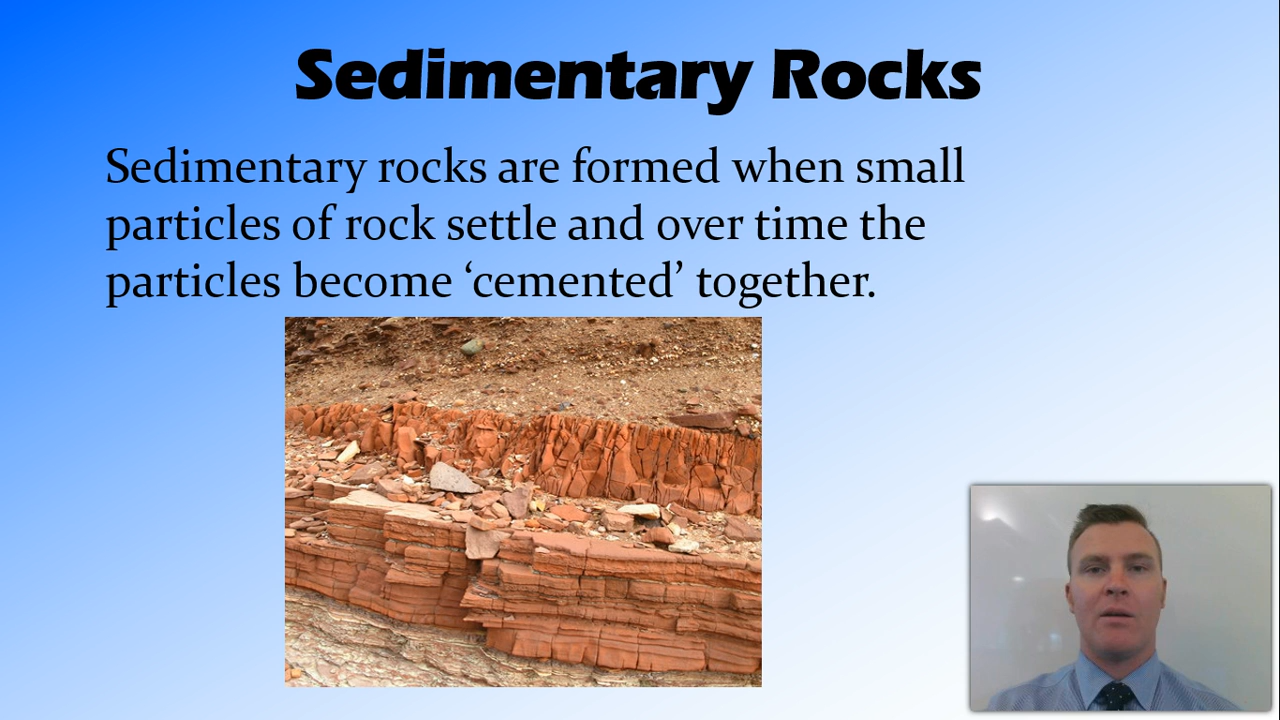 Sedimentary Rocks
Sedimentary rocks are formed when small
particles of rock settle and over time the
particles become ‘cemented’ together.